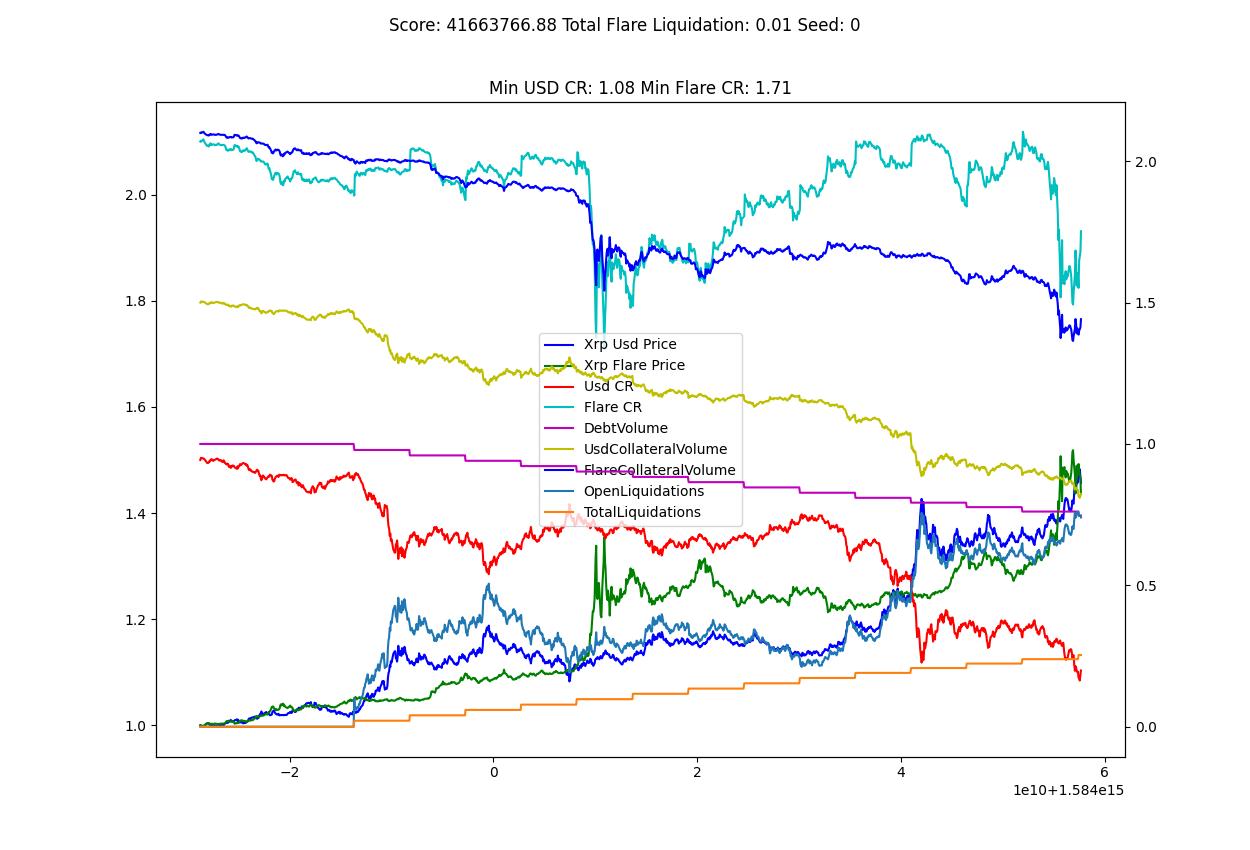 Score: 41663766.88 Total Flare Liquidation: 0.01 Seed: 0
Min USD CR: 1.08 Min Flare CR: 1.71
2.0
1.8
1.6
1.4
1.2
1.0
2.0
1.5
1.0
0.5
0.0
Xrp Usd Price
Xrp Flare Price
Usd CR
Flare CR
DebtVolume
UsdCollateralVolume
FlareCollateralVolume
OpenLiquidations
TotalLiquidations
−2 0 2 4 6
1e10+1.584e15